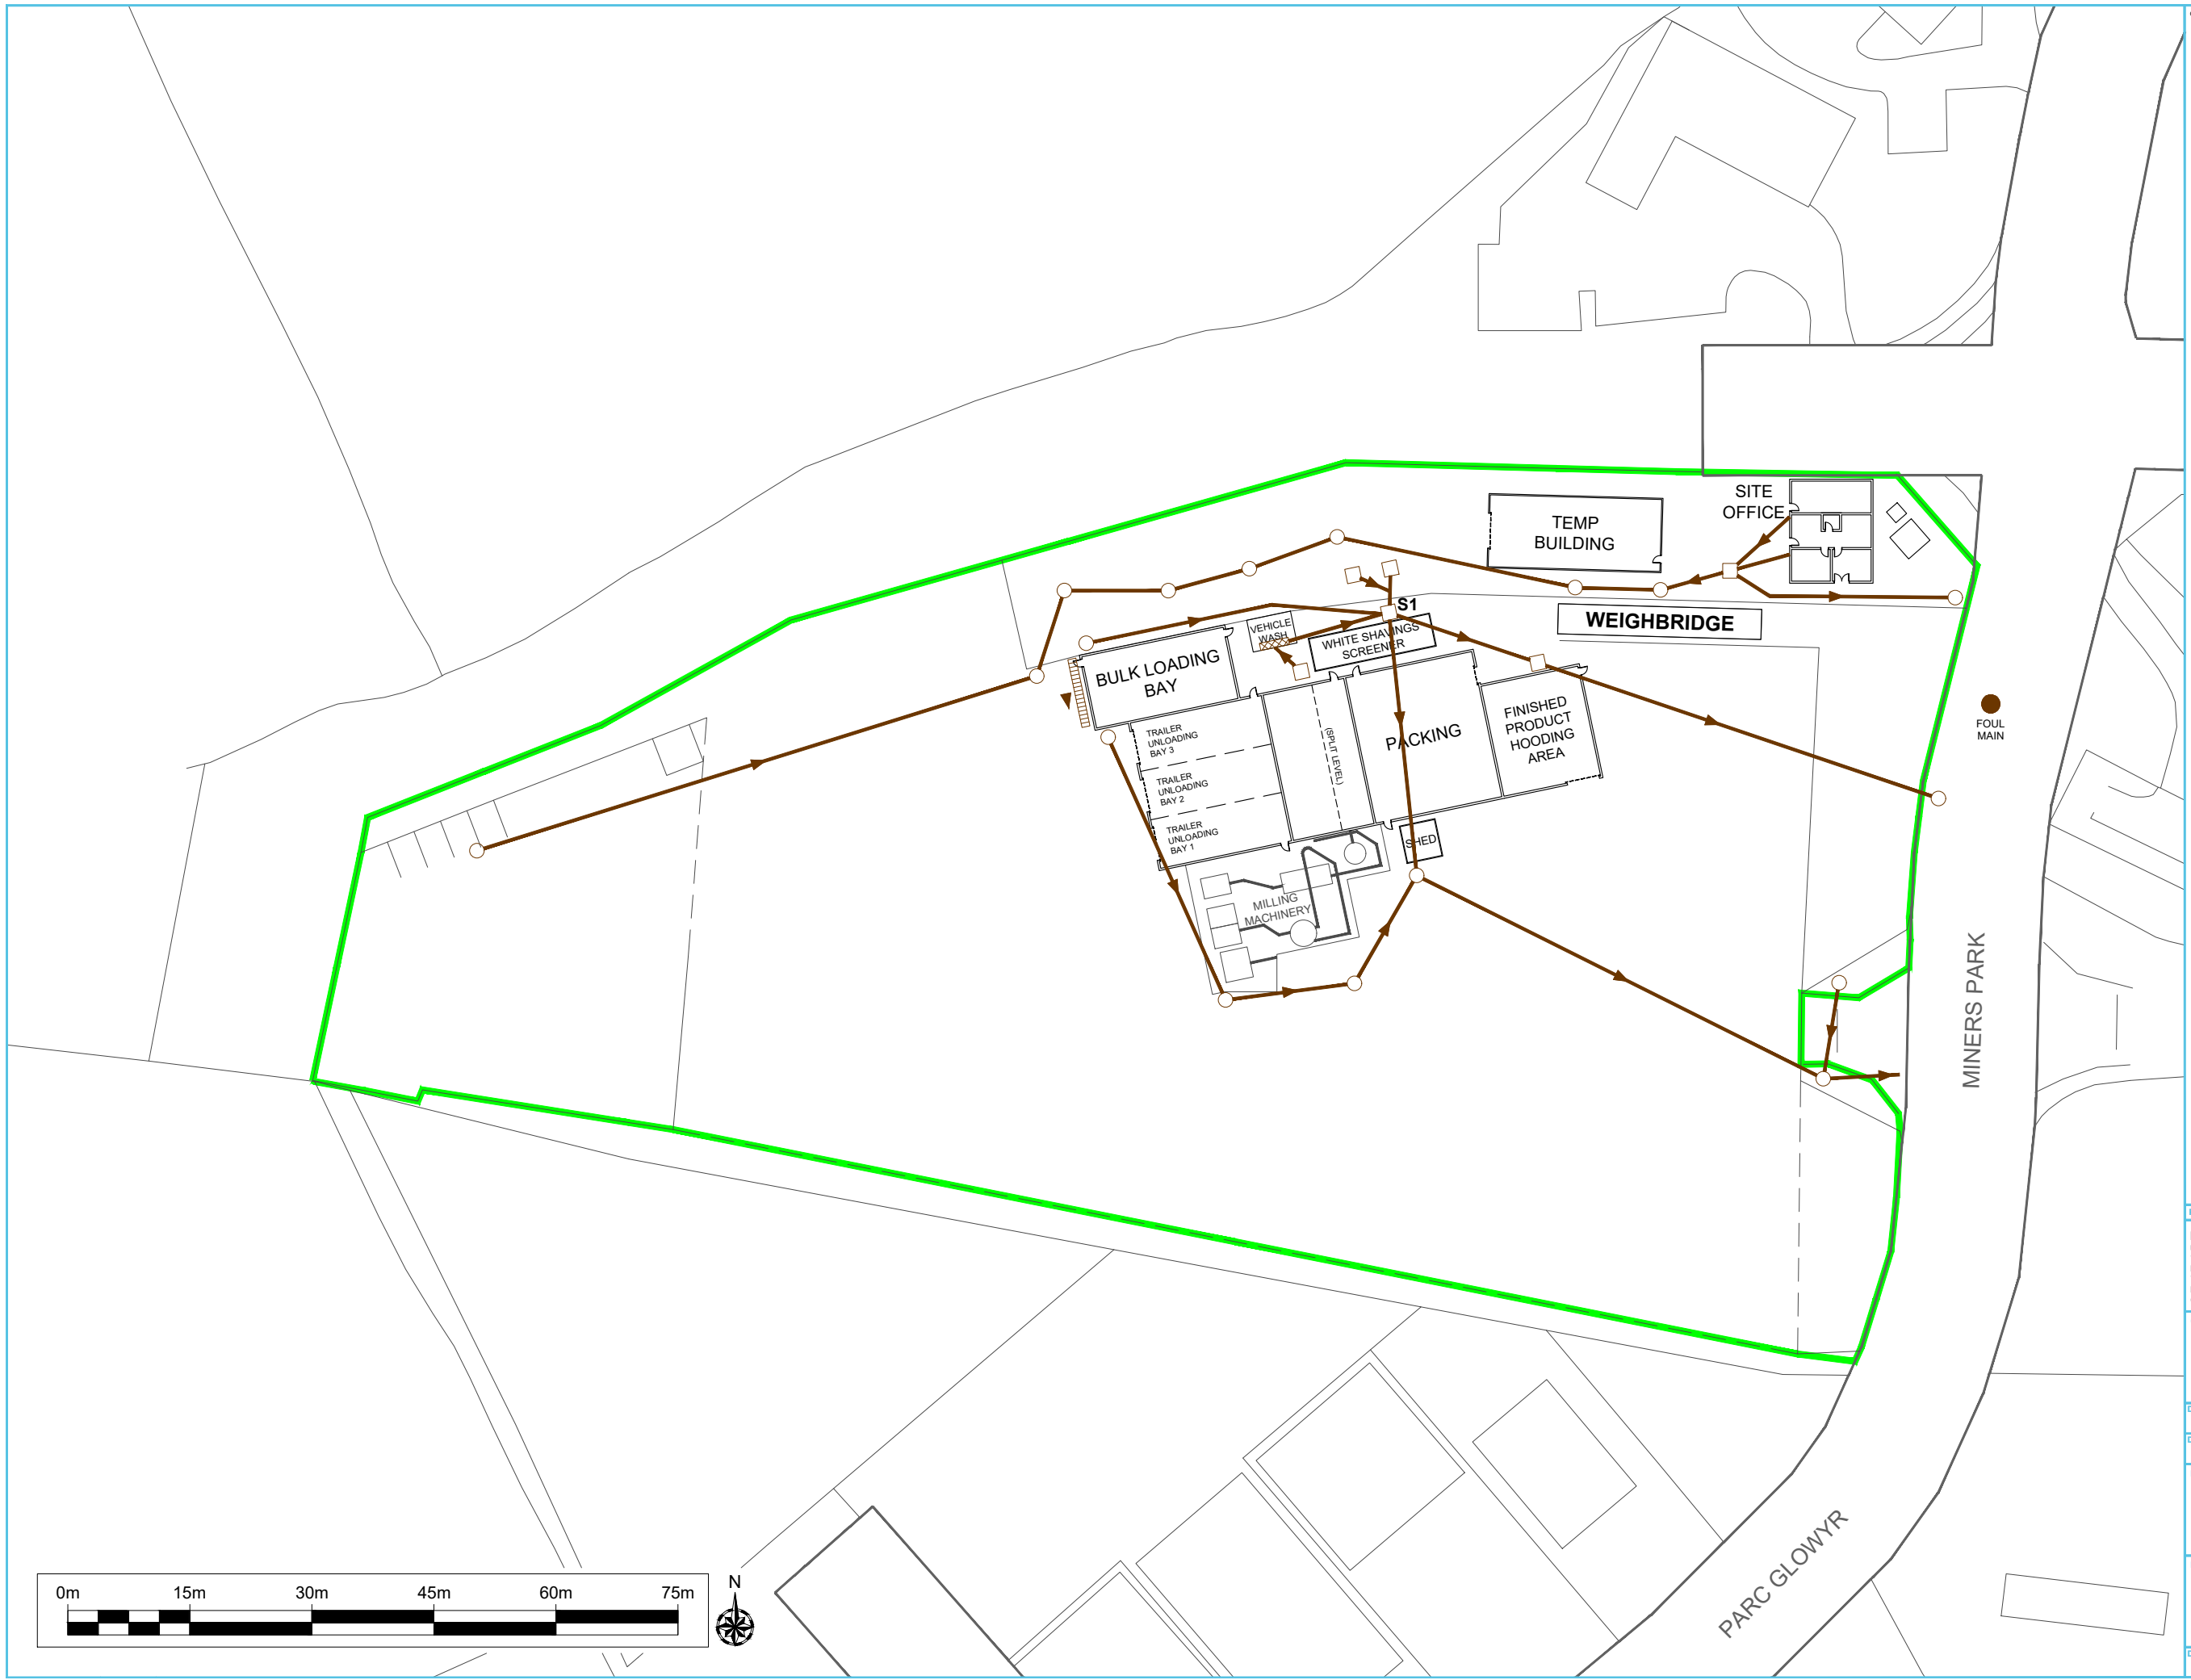 SITE
OFFICE
TEMP
BUILDING
S1
WEIGHBRIDGE
VEHICLE
WASH
WHITE SHAVINGS
SCREENER
BULK LOADING
BAY
FINISHED
PRODUCT
HOODING
AREA
PACKING
(SPLIT LEVEL)
TRAILER
UNLOADING
BAY 3
TRAILER
UNLOADING
BAY 2
TRAILER
UNLOADING
BAY 1
SHED
MILLING
MACHINERY
FOUL
MAIN
MINERS PARK
PARC GLOWYR
0m 15m 30m 45m 60m 75m
N